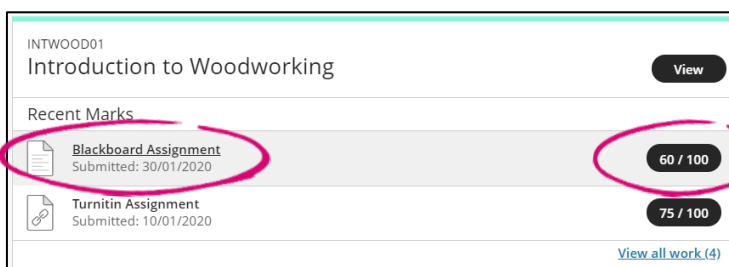 INTWOOD01
Introduction to Woodworking
View
Recent Marks
Blackboard Assignment
60 / 100
Submitted: 30/01/2020
Turnitin Assignment
75 / 100
Submitted: 10/01/2020
View all work (4)